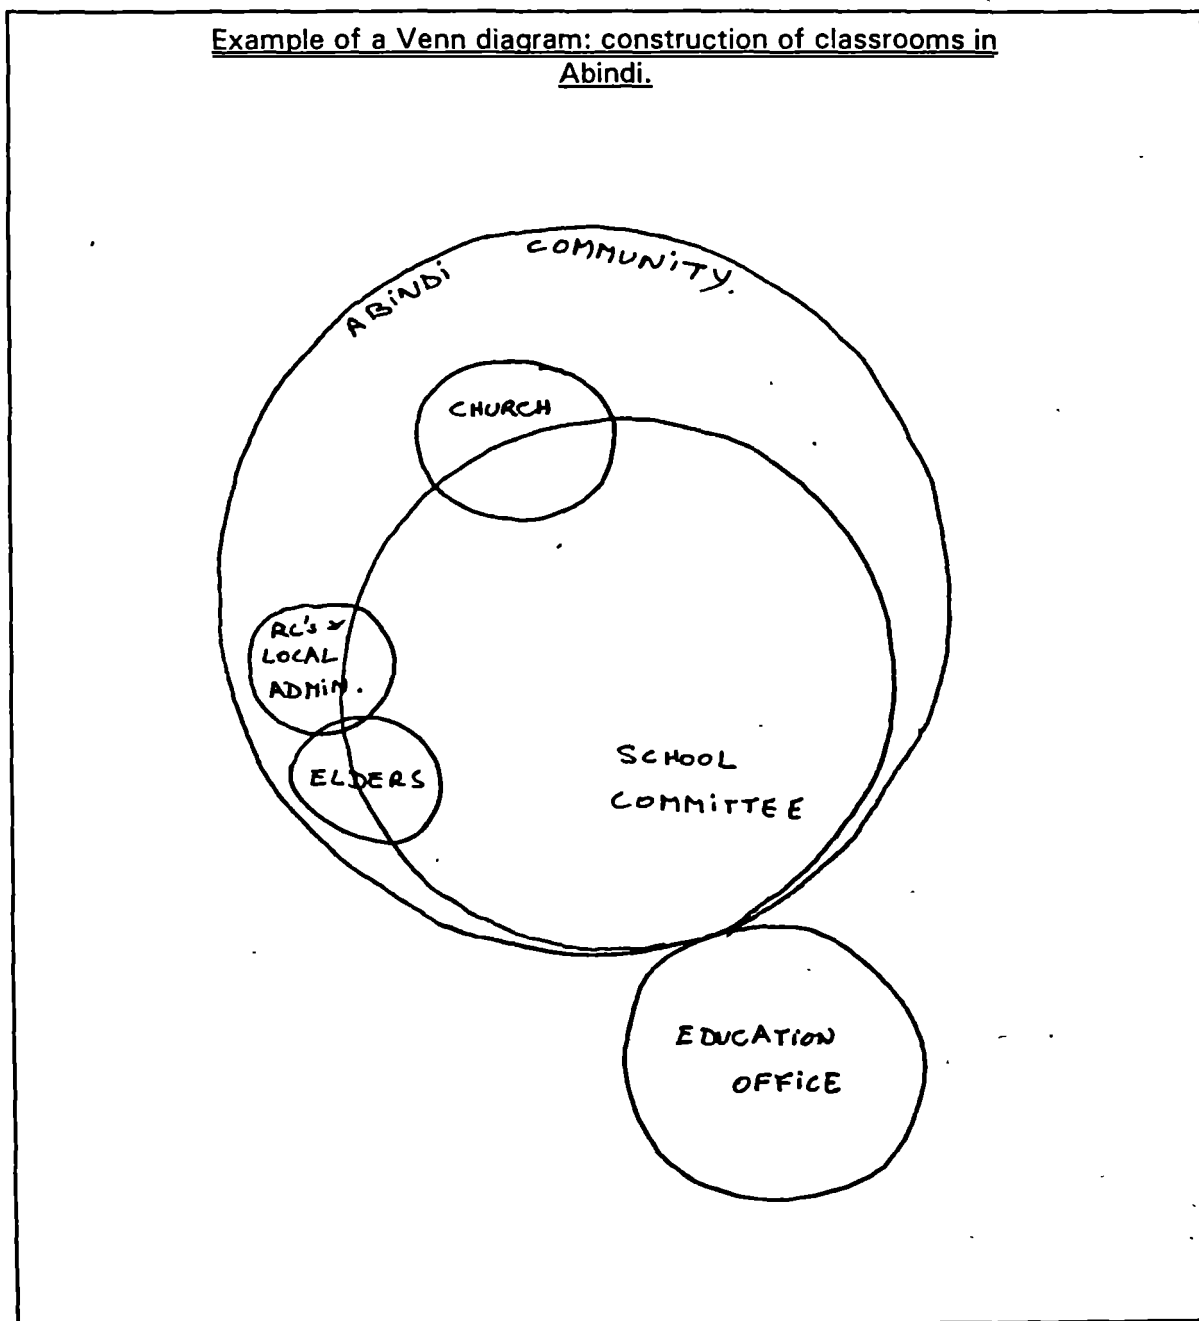 Example of a Venn diagram: construction of classrooms in
Abindi.
ABiNDi COMMUNiTY.
CHURCH
RC's &
LOCAL
ADMiN.
ELDERS
SCHOOL
COMMiTTEE
EDUCATiON
OFFiCE